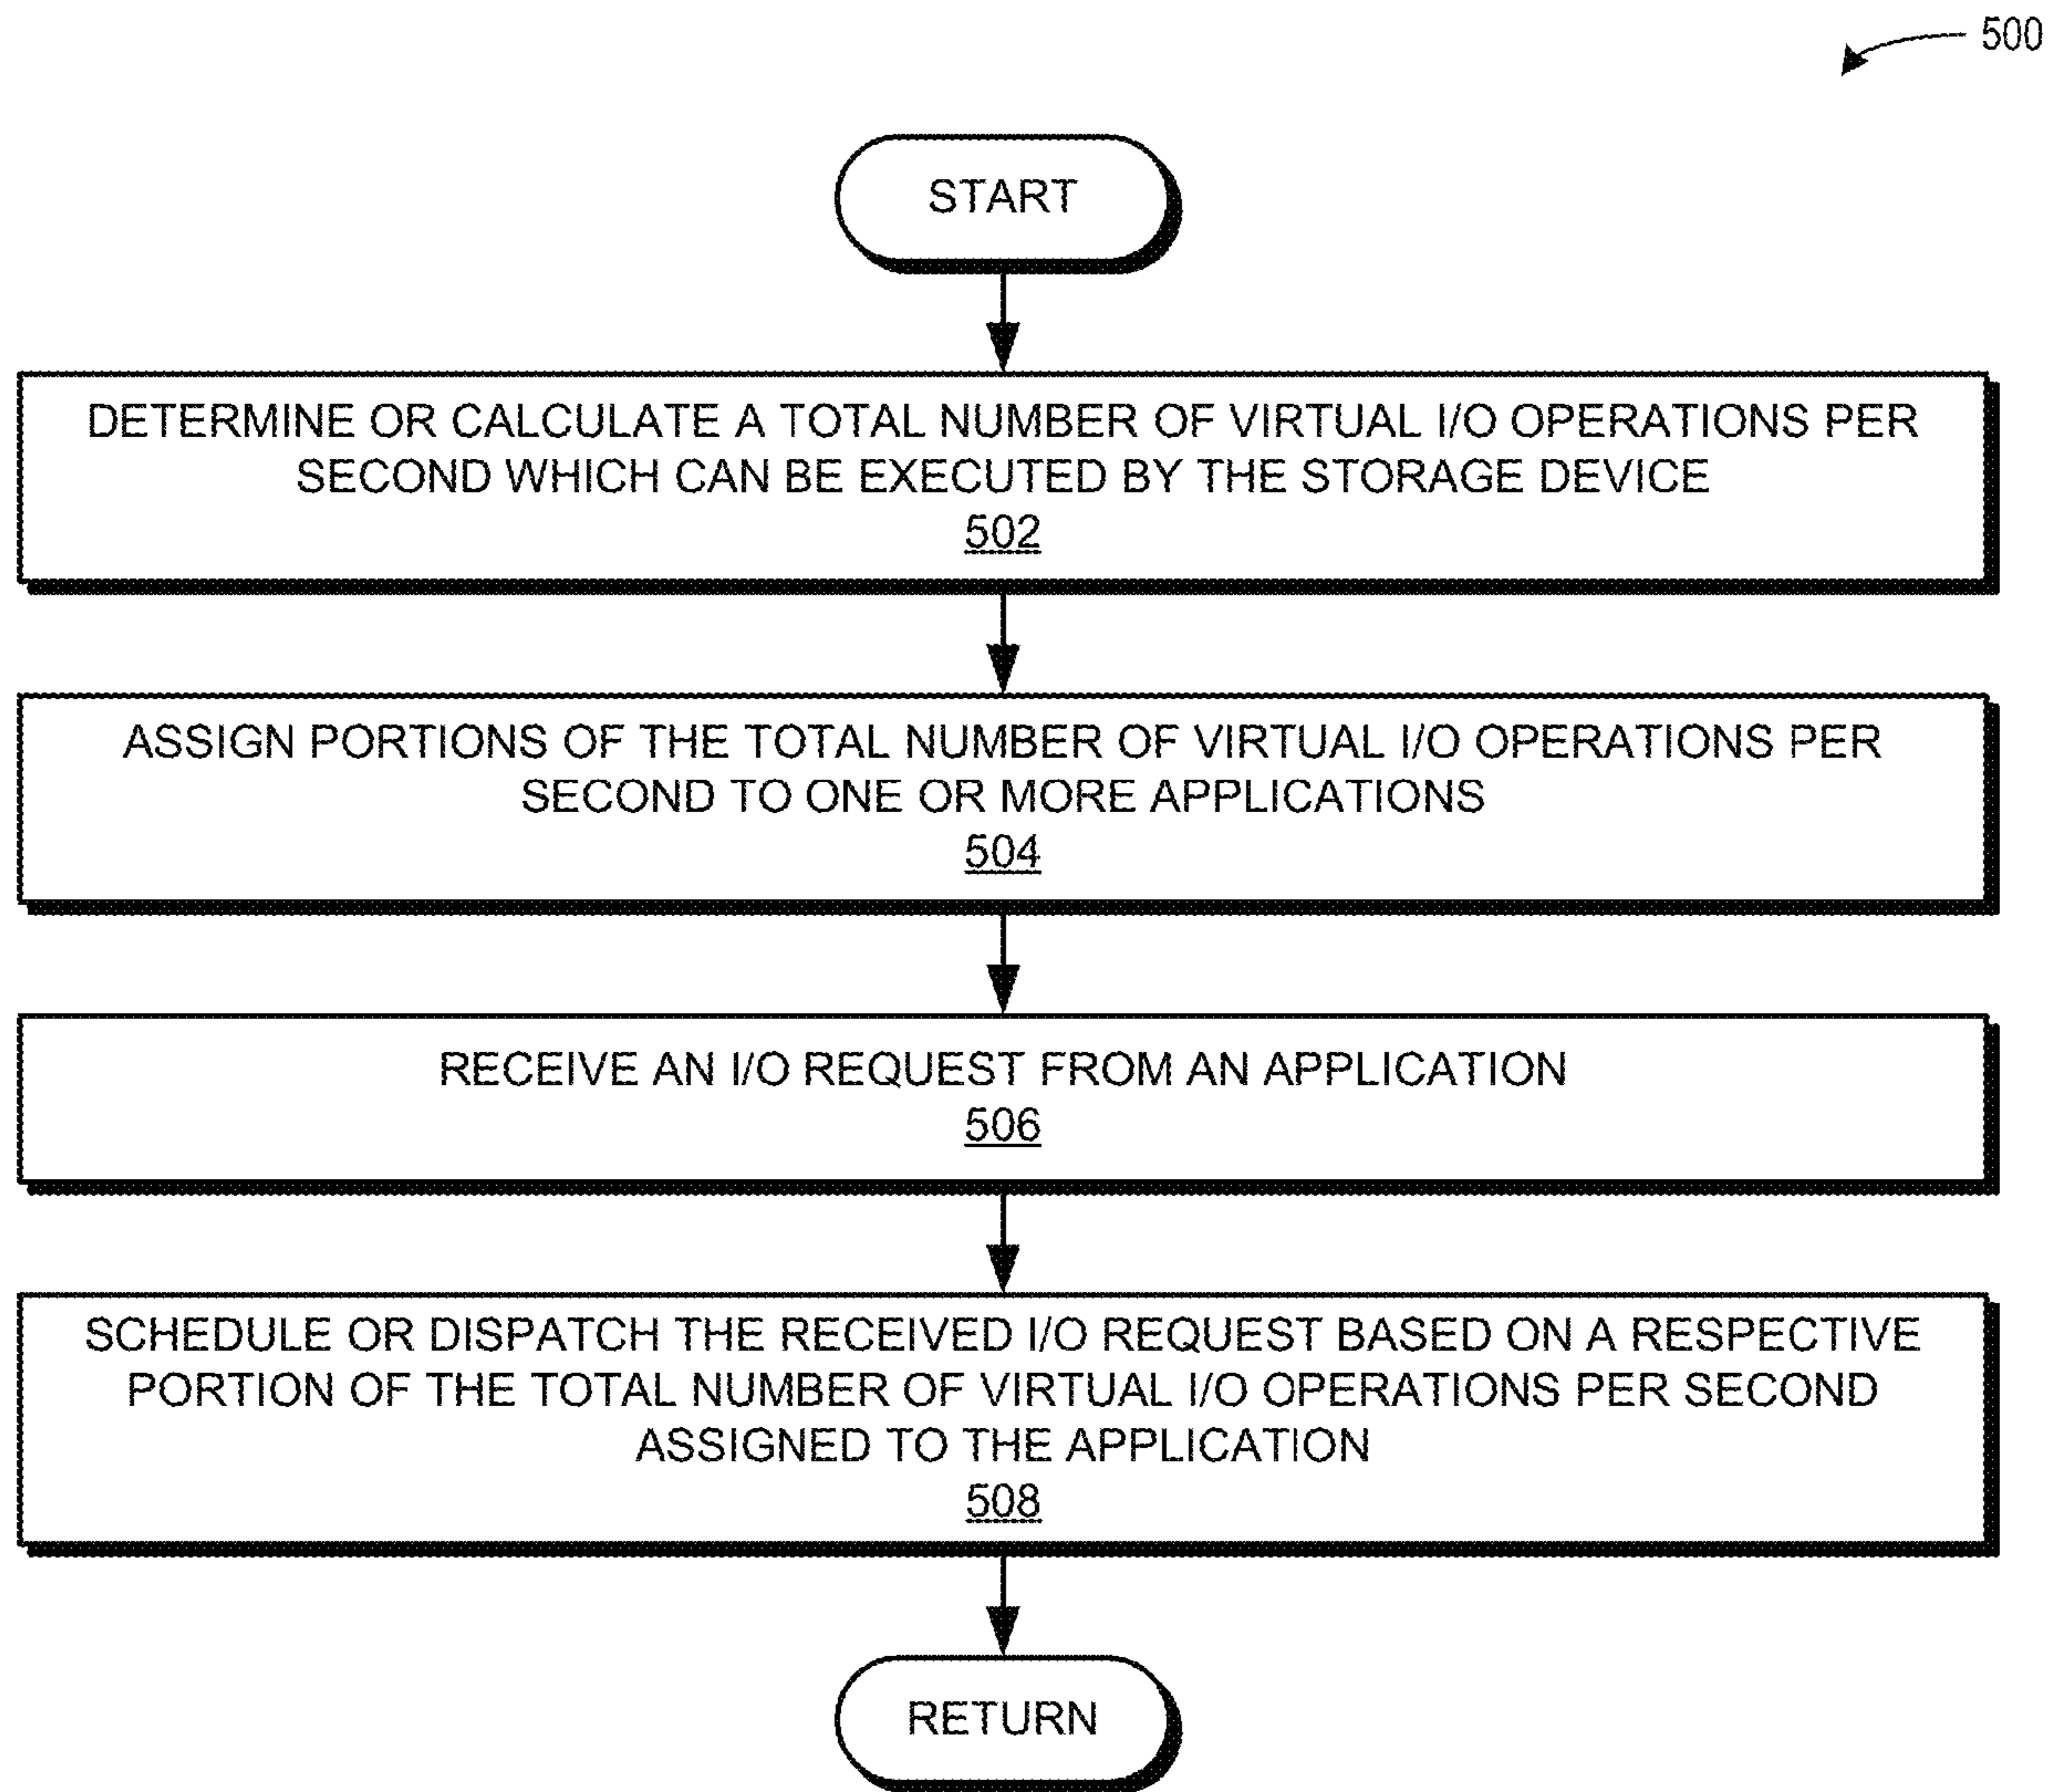 500
START
DETERMINE OR CALCULATE A TOTAL NUMBER OF VIRTUAL I/O OPERATIONS PER
SECOND WHICH CAN BE EXECUTED BY THE STORAGE DEVICE
502
ASSIGN PORTIONS OF THE TOTAL NUMBER OF VIRTUAL I/O OPERATIONS PER
SECOND TO ONE OR MORE APPLICATIONS
504
RECEIVE AN I/O REQUEST FROM AN APPLICATION
506
SCHEDULE OR DISPATCH THE RECEIVED I/O REQUEST BASED ON A RESPECTIVE
PORTION OF THE TOTAL NUMBER OF VIRTUAL I/O OPERATIONS PER SECOND
ASSIGNED TO THE APPLICATION
508
RETURN